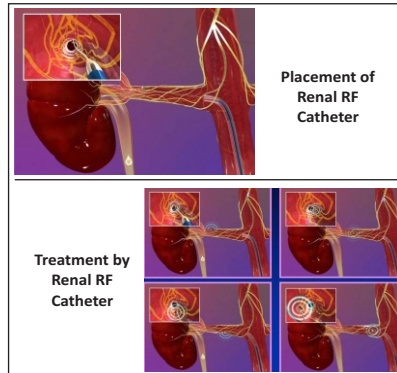 Placement of
Renal RF
Catheter
Treatment by
Renal RF
Catheter